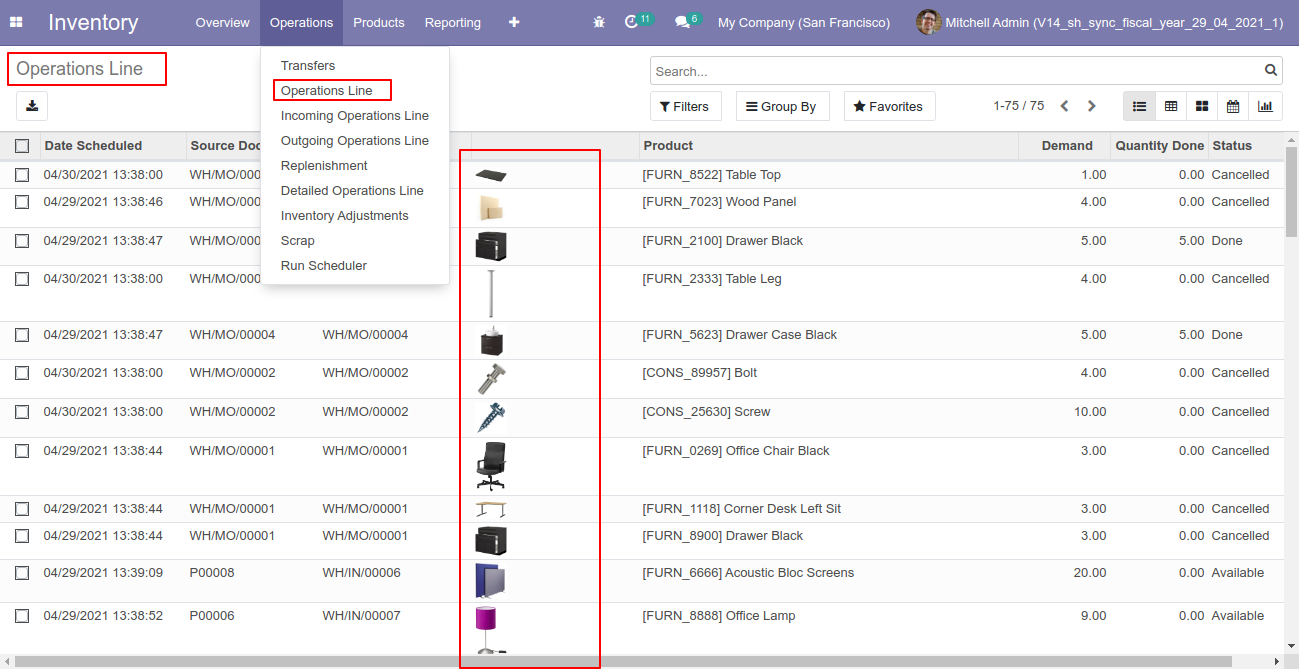 Inventory Overview Operations Products Reporting 11 6 My Company (San Francisco) Mitchell Admin (V14_sh_sync_fiscal_year_29_04_2021_1)
Operations Line
Search...
Filters Group By Favorites 1-75 / 75
Transfers
Operations Line
Incoming Operations Line
Outgoing Operations Line
Replenishment
Detailed Operations Line
Inventory Adjustments
Scrap
Run Scheduler
Date Scheduled Source Doc Product Demand Quantity Done Status
04/30/2021 13:38:00 WH/MO/000 [FURN_8522] Table Top 1.00 0.00 Cancelled
04/29/2021 13:38:46 WH/MO/000 [FURN_7023] Wood Panel 4.00 0.00 Cancelled
04/29/2021 13:38:47 WH/MO/000 [FURN_2100] Drawer Black 5.00 5.00 Done
04/30/2021 13:38:00 WH/MO/000 [FURN_2333] Table Leg 4.00 0.00 Cancelled
04/29/2021 13:38:47 WH/MO/00004 WH/MO/00004 [FURN_5623] Drawer Case Black 5.00 5.00 Done
04/30/2021 13:38:00 WH/MO/00002 WH/MO/00002 [CONS_89957] Bolt 4.00 0.00 Cancelled
04/30/2021 13:38:00 WH/MO/00002 WH/MO/00002 [CONS_25630] Screw 10.00 0.00 Cancelled
04/29/2021 13:38:44 WH/MO/00001 WH/MO/00001 [FURN_0269] Office Chair Black 3.00 0.00 Cancelled
04/29/2021 13:38:44 WH/MO/00001 WH/MO/00001 [FURN_1118] Corner Desk Left Sit 3.00 0.00 Cancelled
04/29/2021 13:38:44 WH/MO/00001 WH/MO/00001 [FURN_8900] Drawer Black 3.00 0.00 Cancelled
04/29/2021 13:39:09 P00008 WH/IN/00006 [FURN_6666] Acoustic Bloc Screens 20.00 0.00 Available
04/29/2021 13:38:52 P00006 WH/IN/00007 [FURN_8888] Office Lamp 9.00 0.00 Available